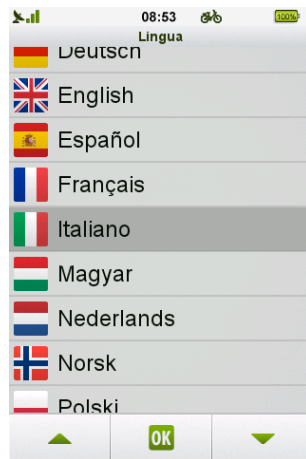 08:53
100%
Lingua
Deutsch
English
Español
Français
Italiano
Magyar
Nederlands
Norsk
Polski
OK